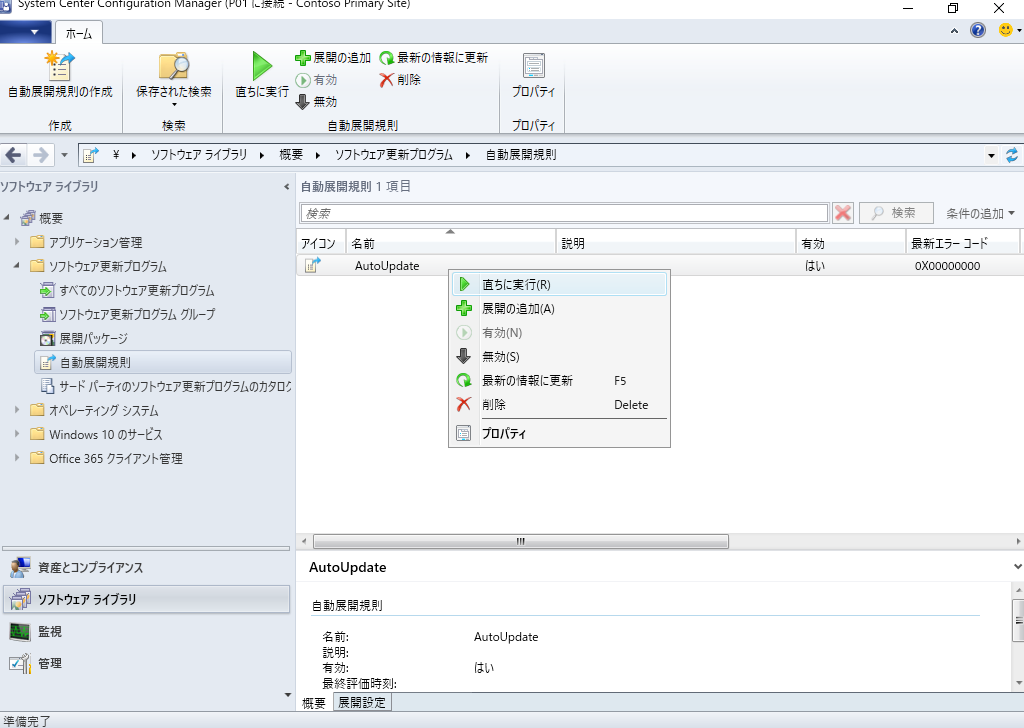 System Center Configuration Manager (P01 に接続 - Contoso Primary Site)
ホーム
自動展開規則の作成
作成
保存された検索
検索
直ちに実行
展開の追加
有効
無効
最新の情報に更新
削除
自動展開規則
プロパティ
プロパティ
¥ ソフトウェア ライブラリ 概要 ソフトウェア更新プログラム 自動展開規則
ソフトウェア ライブラリ
概要
アプリケーション管理
ソフトウェア更新プログラム
すべてのソフトウェア更新プログラム
ソフトウェア更新プログラム グループ
展開パッケージ
自動展開規則
サード パーティのソフトウェア更新プログラムのカタログ
オペレーティング システム
Windows 10 のサービス
Office 365 クライアント管理
資産とコンプライアンス
ソフトウェア ライブラリ
監視
管理
自動展開規則 1 項目
検索
検索
条件の追加
アイコン 名前 説明 有効 最新エラー コード
AutoUpdate はい 0X00000000
直ちに実行(R)
展開の追加(A)
有効(N)
無効(S)
最新の情報に更新 F5
削除 Delete
プロパティ
AutoUpdate
自動展開規則
名前: AutoUpdate
説明:
有効: はい
最終評価時刻:
概要 展開設定
準備完了